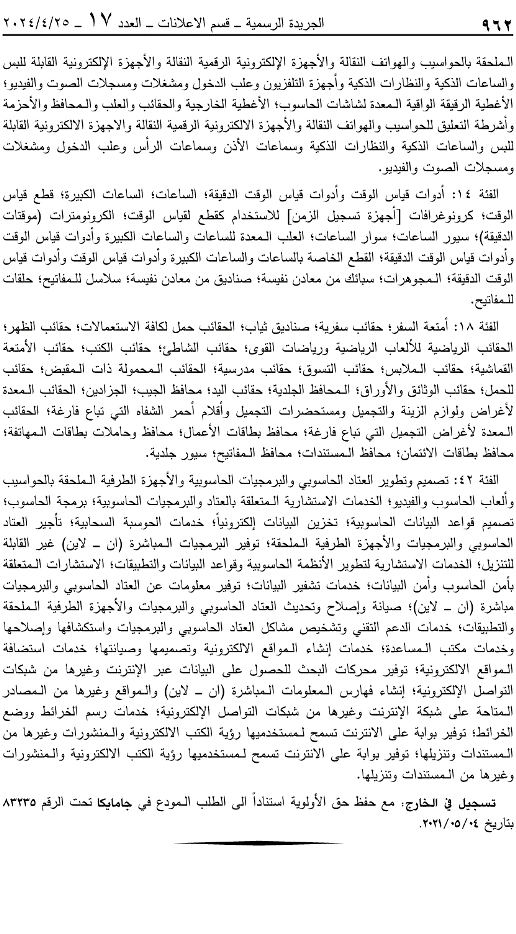 ٩٦٢ الجريدة الرسمية ـ قسم الاعلانات ـ العدد ١٧ ـ ٢٠٢٤/٤/٢٥
الملحقة بالحواسيب والهواتف النقالة والأجهزة الإلكترونية الرقمية النقالة والأجهزة الإلكترونية القابلة للبس
والساعات الذكية والنظارات الذكية وأجهزة التلفزيون وعلب الدخول ومشغلات ومسجلات الصوت والفيديو؛
الأغطية الرقيقة الواقية المعدة لشاشات الحاسوب؛ الأغطية الخارجية والحقائب والعلب والمحافظ والأحزمة
وأشرطة التعليق للحواسيب والهواتف النقالة والأجهزة الالكترونية الرقمية النقالة والاجهزة الالكترونية القابلة
للبس والساعات الذكية والنظارات الذكية وسماعات الأذن وسماعات الرأس وعلب الدخول ومشغلات
ومسجلات الصوت والفيديو.
الفئة ١٤: أدوات قياس الوقت وأدوات قياس الوقت الدقيقة؛ الساعات؛ الساعات الكبيرة؛ قطع قياس
الوقت؛ كرونوغرافات [أجهزة تسجيل الزمن] للاستخدام كقطع لقياس الوقت؛ الكرونومترات (موقتات
الدقيقة)؛ سيور الساعات؛ سوار الساعات؛ العلب المعدة للساعات والساعات الكبيرة وأدوات قياس الوقت
وأدوات قياس الوقت الدقيقة؛ القطع الخاصة بالساعات والساعات الكبيرة وأدوات قياس الوقت وأدوات قياس
الوقت الدقيقة؛ المجوهرات؛ سبائك من معادن نفيسة؛ صناديق من معادن نفيسة؛ سلاسل للمفاتيح؛ حلقات
للمفاتيح.
الفئة ١٨: أمتعة السفر؛ حقائب سفرية؛ صناديق ثياب؛ الحقائب حمل لكافة الاستعمالات؛ حقائب الظهر؛
الحقائب الرياضية للألعاب الرياضية ورياضات القوى؛ حقائب الشاطئ؛ حقائب الكتب؛ حقائب الأمتعة
القماشية؛ حقائب الملابس؛ حقائب التسوق؛ حقائب مدرسية؛ الحقائب المحمولة ذات المقبض؛ حقائب
للحمل؛ حقائب الوثائق والأوراق؛ المحافظ الجلدية؛ حقائب اليد؛ محافظ الجيب؛ الجزادين؛ الحقائب المعدة
لأغراض ولوازم الزينة والتجميل ومستحضرات التجميل وأقلام أحمر الشفاه التي تباع فارغة؛ الحقائب
المعدة لأغراض التجميل التي تباع فارغة؛ محافظ بطاقات الأعمال؛ محافظ وحاملات بطاقات المهاتفة؛
محافظ بطاقات الائتمان؛ محافظ المستندات؛ محافظ المفاتيح؛ سيور جلدية.
الفئة ٤٢: تصميم وتطوير العتاد الحاسوبي والبرمجيات الحاسوبية والأجهزة الطرفية الملحقة بالحواسيب
وألعاب الحاسوب والفيديو؛ الخدمات الاستشارية المتعلقة بالعتاد والبرمجيات الحاسوبية؛ برمجة الحاسوب؛
تصميم قواعد البيانات الحاسوبية؛ تخزين البيانات إلكترونياً؛ خدمات الحوسبة السحابية؛ تأجير العتاد
الحاسوبي والبرمجيات والأجهزة الطرفية الملحقة؛ توفير البرمجيات المباشرة (ان ـ لاين) غير القابلة
للتنزيل؛ الخدمات الاستشارية لتطوير الأنظمة الحاسوبية وقواعد البيانات والتطبيقات؛ الاستشارات المتعلقة
بأمن الحاسوب وأمن البيانات؛ خدمات تشفير البيانات؛ توفير معلومات عن العتاد الحاسوبي والبرمجيات
مباشرة (ان ـ لاين)؛ صيانة وإصلاح وتحديث العتاد الحاسوبي والبرمجيات والأجهزة الطرفية الملحقة
والتطبيقات؛ خدمات الدعم التقني وتشخيص مشاكل العتاد الحاسوبي والبرمجيات واستكشافها وإصلاحها
وخدمات مكتب المساعدة؛ خدمات إنشاء المواقع الالكترونية وتصميمها وصيانتها؛ خدمات استضافة
المواقع الالكترونية؛ توفير محركات البحث للحصول على البيانات عبر الإنترنت وغيرها من شبكات
التواصل الإلكترونية؛ إنشاء فهارس المعلومات المباشرة (ان ـ لاين) والمواقع وغيرها من المصادر
المتاحة على شبكة الإنترنت وغيرها من شبكات التواصل الإلكترونية؛ خدمات رسم الخرائط ووضع
الخرائط؛ توفير بوابة على الانترنت تسمح لمستخدميها رؤية الكتب الالكترونية والمنشورات وغيرها من
المستندات وتنزيلها؛ توفير بوابة على الانترنت تسمح لمستخدميها رؤية الكتب الالكترونية والمنشورات
وغيرها من المستندات وتنزيلها.
تسجيل في الخارج: مع حفظ حق الأولوية استناداً الى الطلب المودع في جامايكا تحت الرقم ٨٣٢٣٥
بتاريخ ٢٠٢١/٠٥/٠٤.